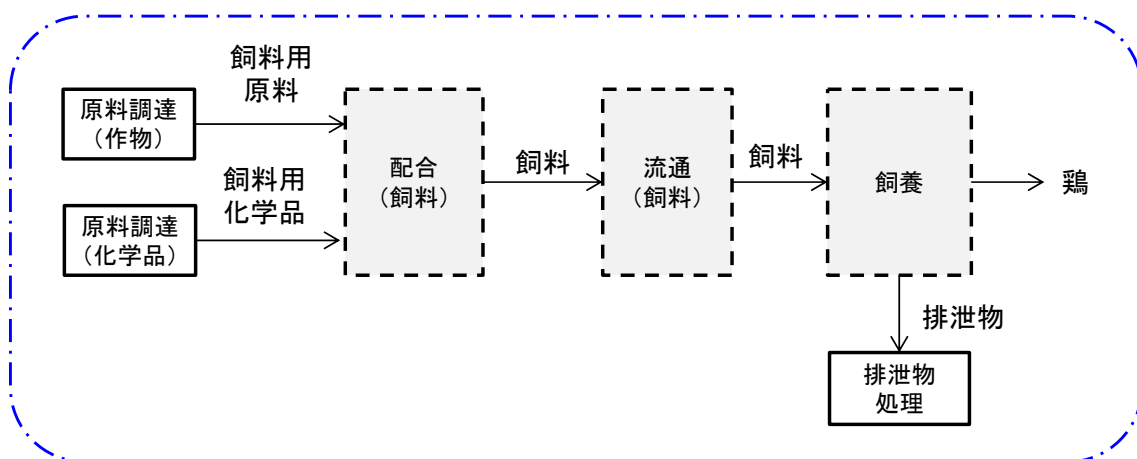 飼料用
原料
原料調達
（作物）
飼料用
化学品
原料調達
（化学品）
配合
（飼料）
飼料
流通
（飼料）
飼料
飼養
鶏
排泄物
排泄物
処理